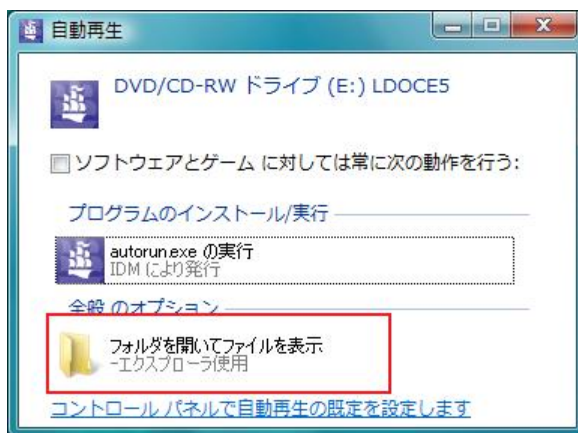 自動再生
DVD/CD-RW ドライブ (E:) LDOCE5
ソフトウェアとゲーム に対しては常に次の動作を行う:
プログラムのインストール/実行
autorun.exe の実行
IDM により発行
全般 のオプション
フォルダを開いてファイルを表示
-エクスプローラ使用
コントロール パネルで自動再生の既定を設定します